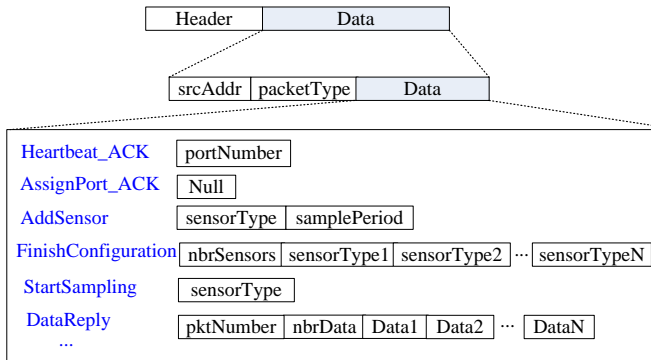 Header Data
srcAddr packetType Data
Heartbeat_ACK portNumber
AssignPort_ACK Null
AddSensor sensorType samplePeriod
FinishConfiguration nbrSensors sensorType1 sensorType2 ... sensorTypeN
StartSampling sensorType
DataReply pktNumber nbrData Data1 Data2 ... DataN
...